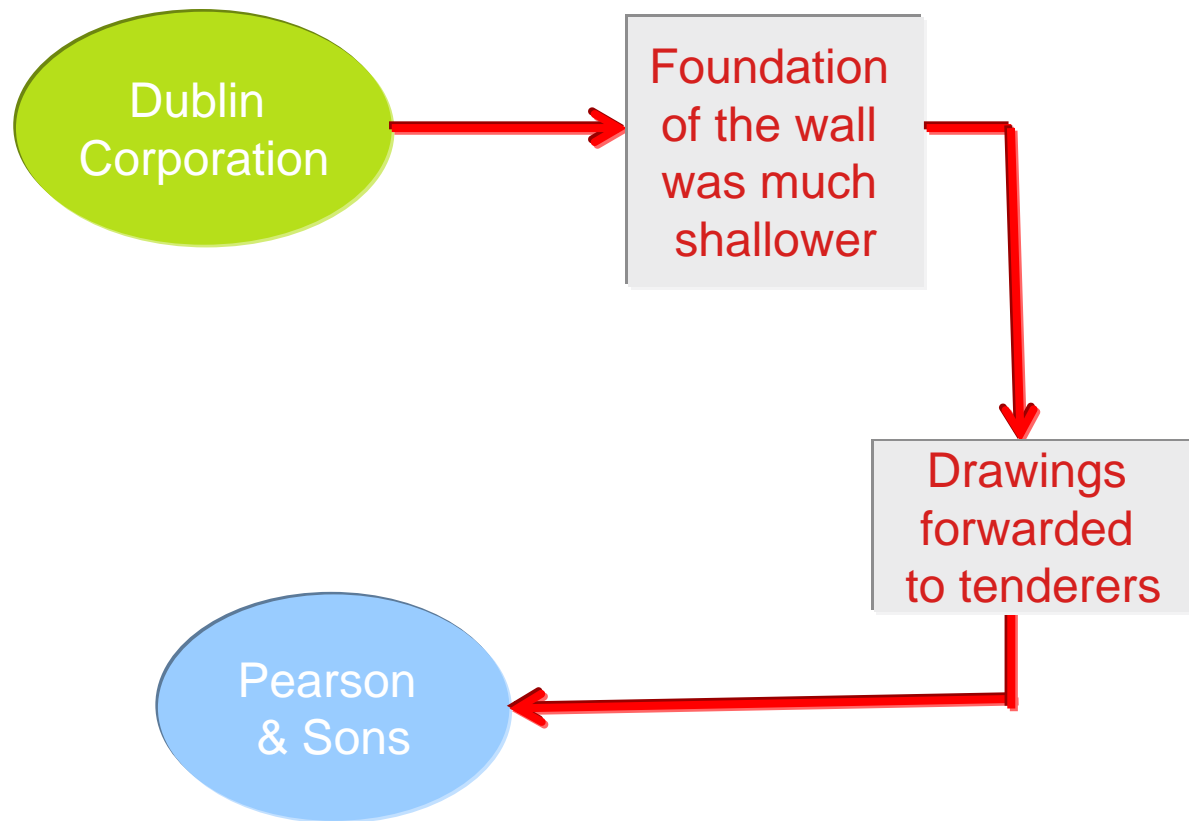 Dublin
Corporation
Foundation
of the wall
was much
shallower
Drawings
forwarded
to tenderers
Pearson
& Sons